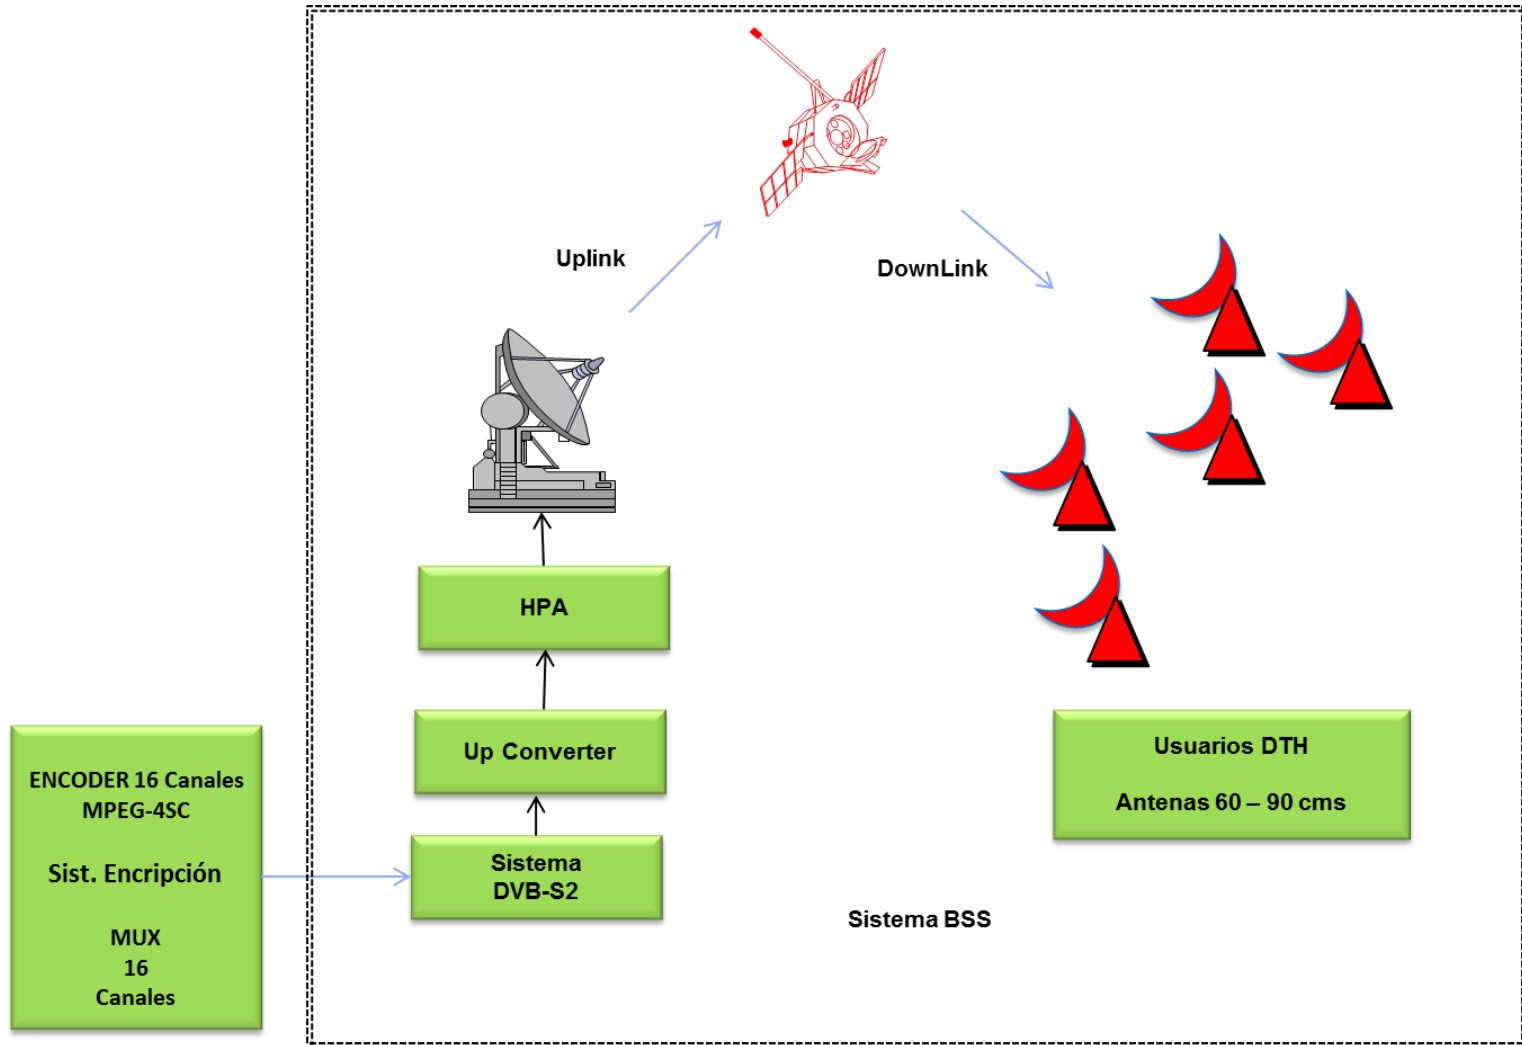 Uplink
DownLink
HPA
Up Converter
Sistema
DVB-S2
ENCODER 16 Canales
MPEG-4SC
Sist. Encripción
MUX
16
Canales
Usuarios DTH
Antenas 60 – 90 cms
Sistema BSS